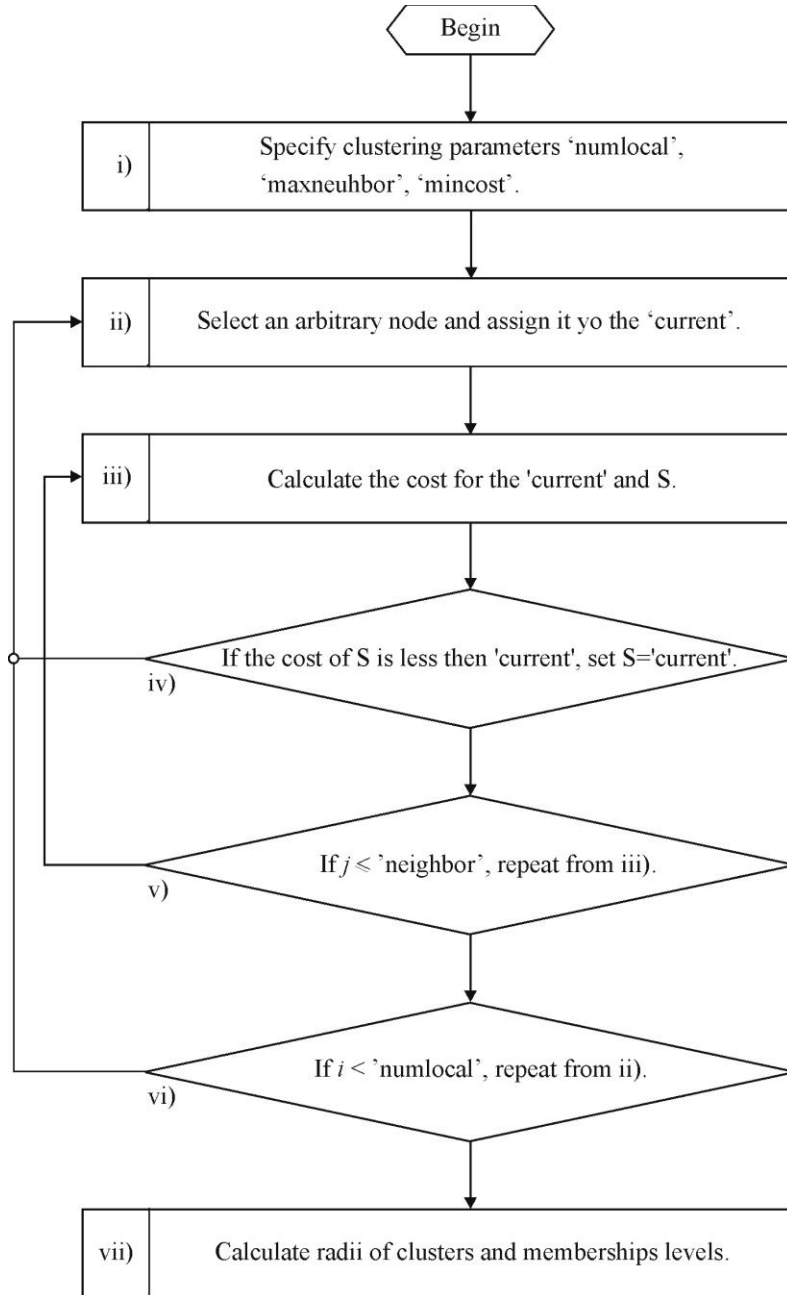 Begin
i)
Specify clustering parameters ‘numlocal’,
‘maxneuhbor’, ‘mincost’.
ii)
Select an arbitrary node and assign it yo the ‘current’.
iii)
Calculate the cost for the 'current' and S.
If the cost of S is less then 'current', set S='current'.
iv)
If j < ’neighbor’, repeat from iii).
v)
If i < ’numlocal’, repeat from ii).
vi)
vii)
Calculate radii of clusters and memberships levels.